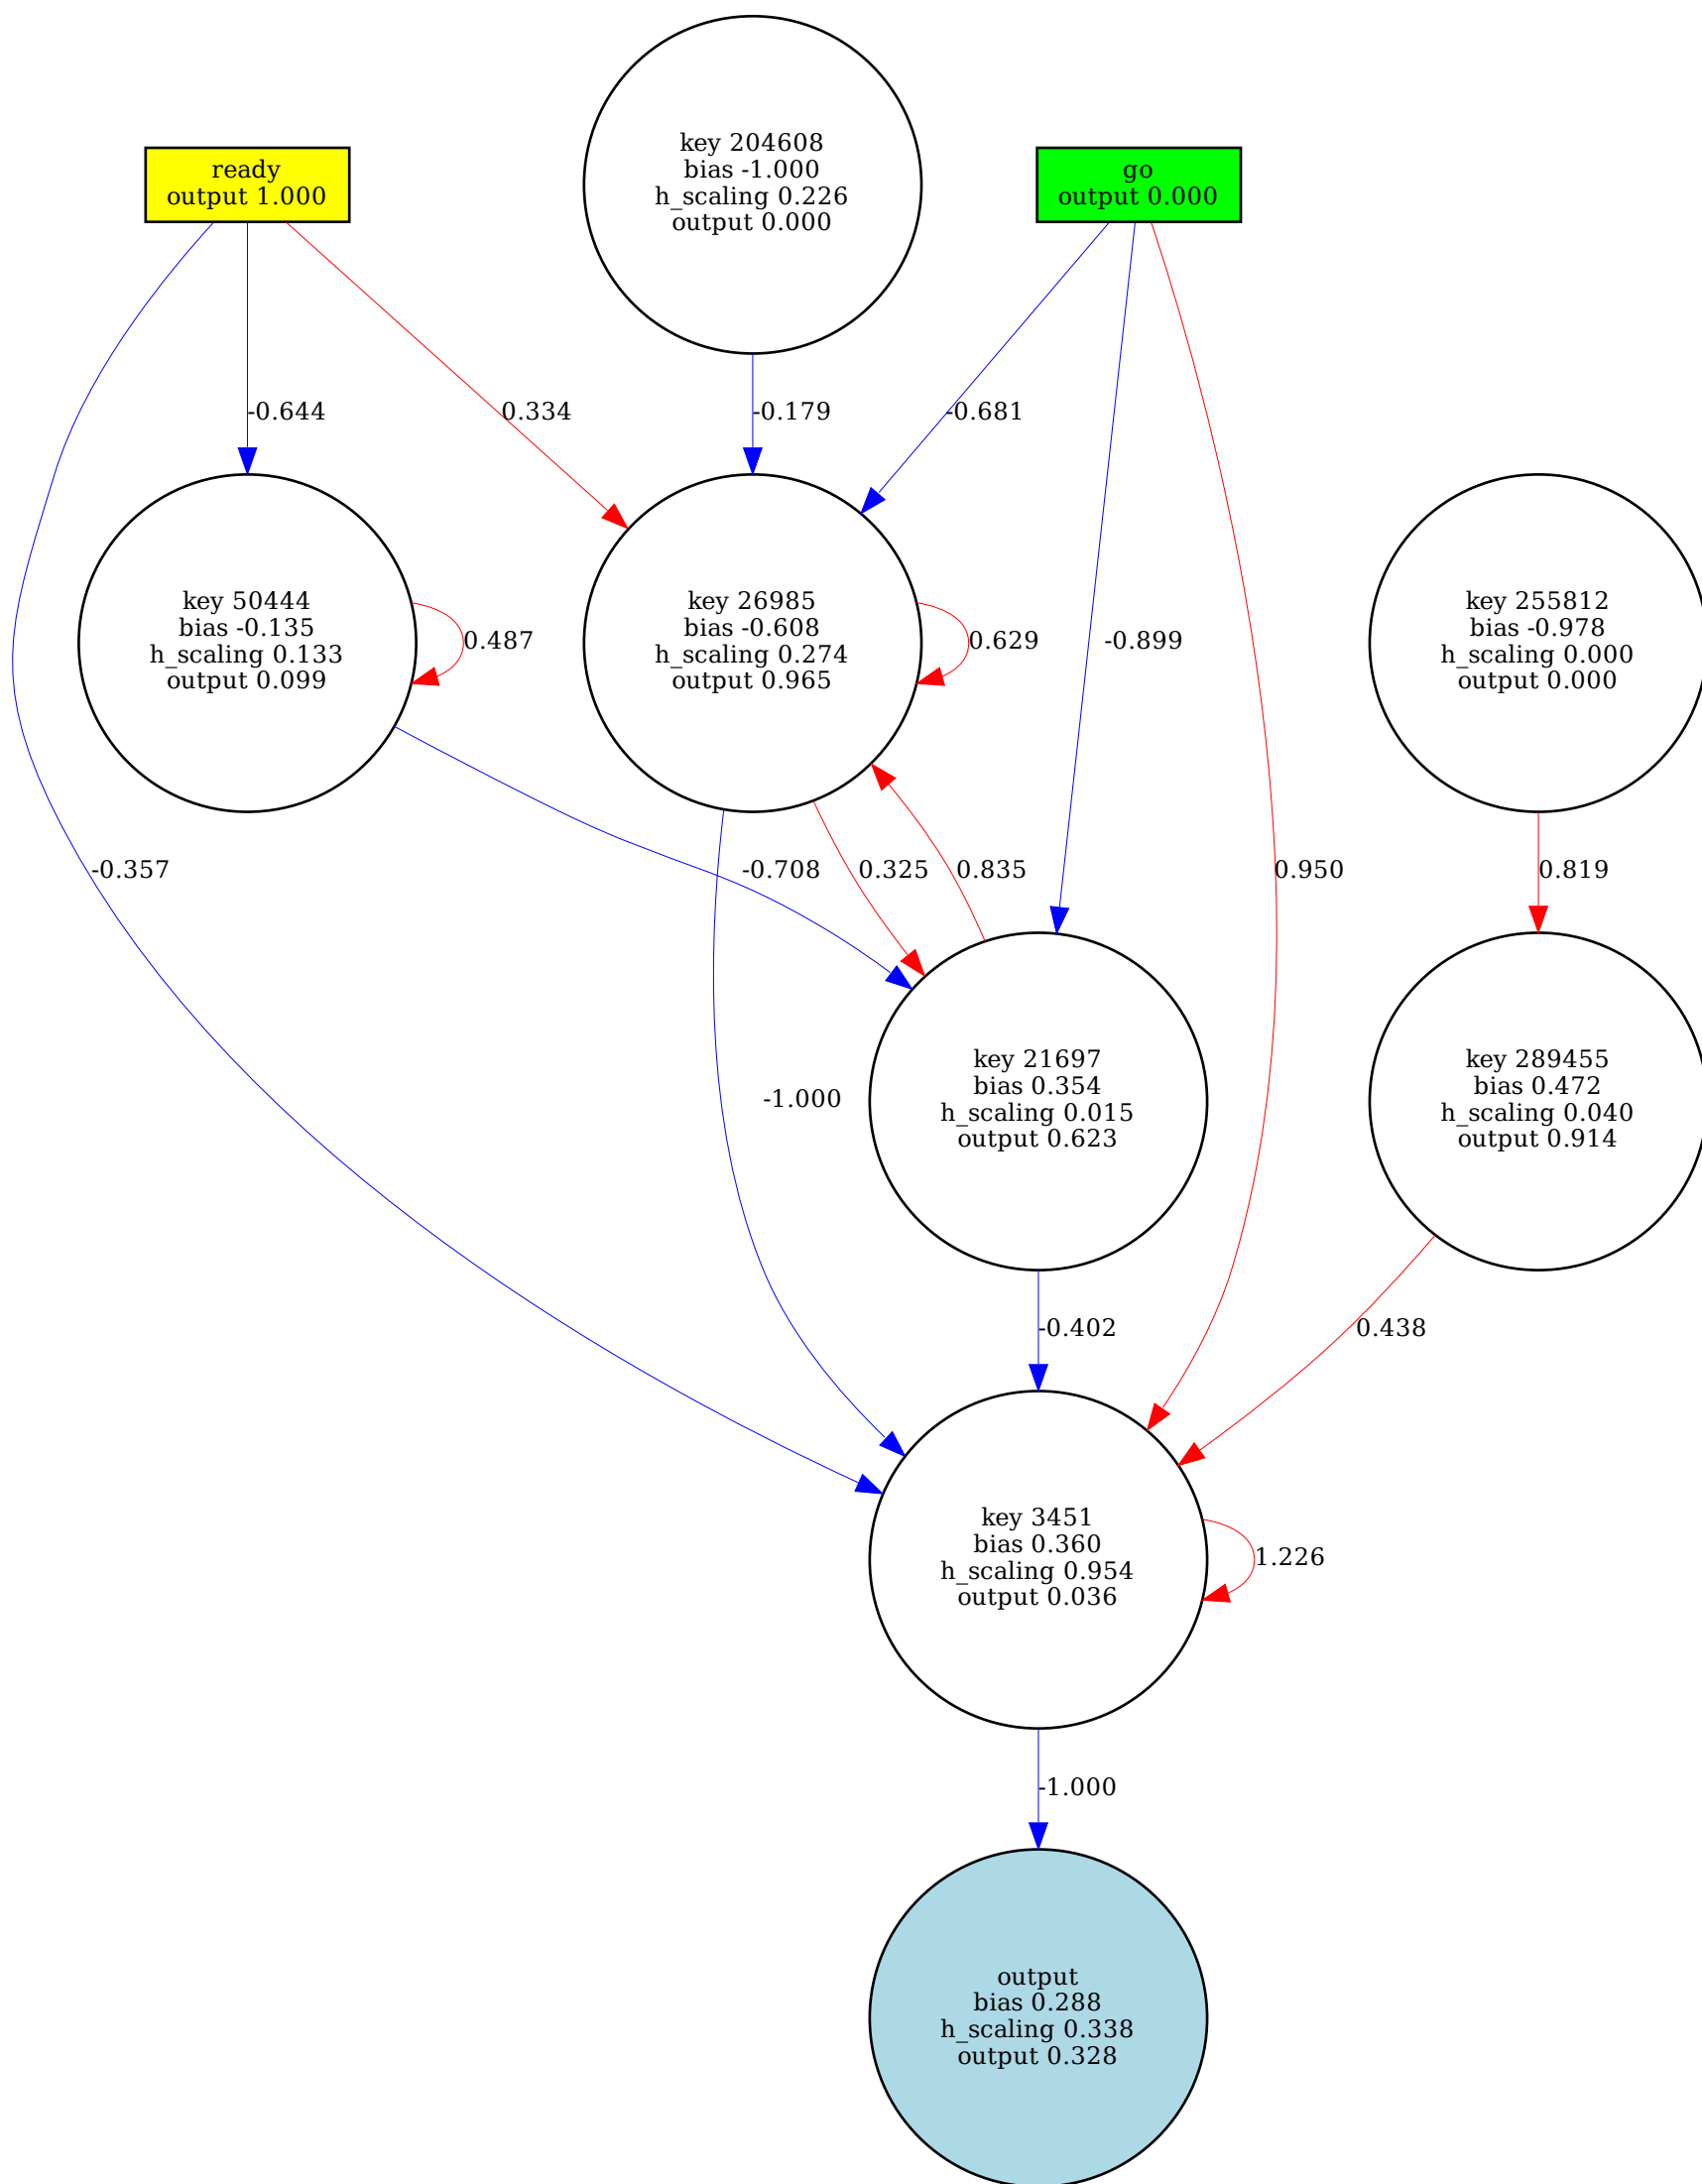 key 204608
bias -1.000
h_scaling 0.226
output 0.000
ready
output 1.000
go
output 0.000
-0.644
0.334
-0.179
-0.681
key 50444
bias -0.135
h_scaling 0.133
output 0.099
0.487
key 26985
bias -0.608
h_scaling 0.274
output 0.965
0.629
-0.899
key 255812
bias -0.978
h_scaling 0.000
output 0.000
-0.357
-0.708
0.325
0.835
0.950
0.819
-1.000
key 21697
bias 0.354
h_scaling 0.015
output 0.623
key 289455
bias 0.472
h_scaling 0.040
output 0.914
-0.402
0.438
key 3451
bias 0.360
h_scaling 0.954
output 0.036
1.226
-1.000
output
bias 0.288
h_scaling 0.338
output 0.328